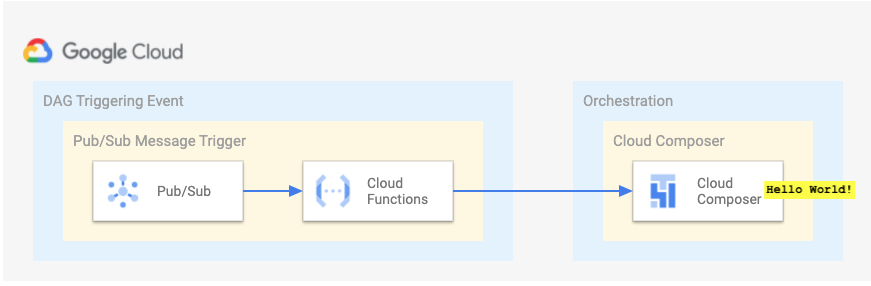 Google Cloud
DAG Triggering Event
Orchestration
Pub/Sub Message Trigger
Cloud Composer
Pub/Sub
Cloud
Functions
Cloud
Composer
Hello World!